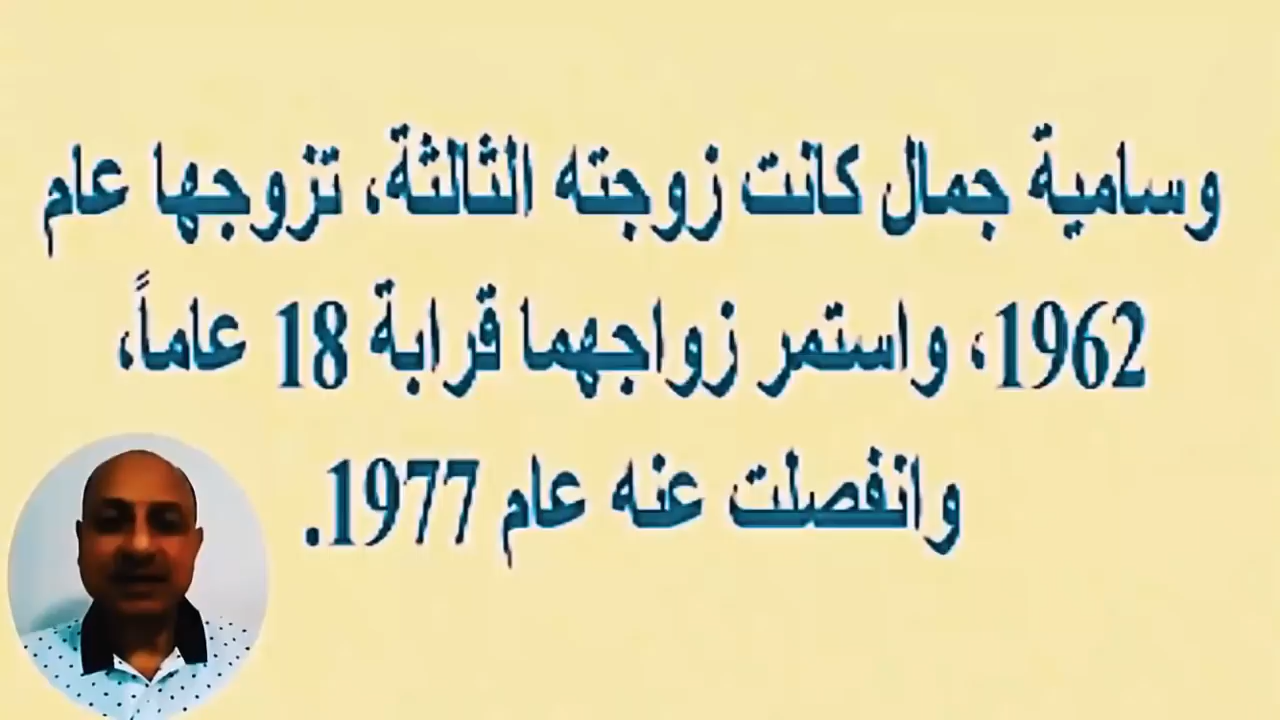 وسامية جمال كانت زوجته الثالثة، تزوجها عام
1962، واستمر زواجهما قرابة 18 عاماً،
وانفصلت عنه عام 1977.